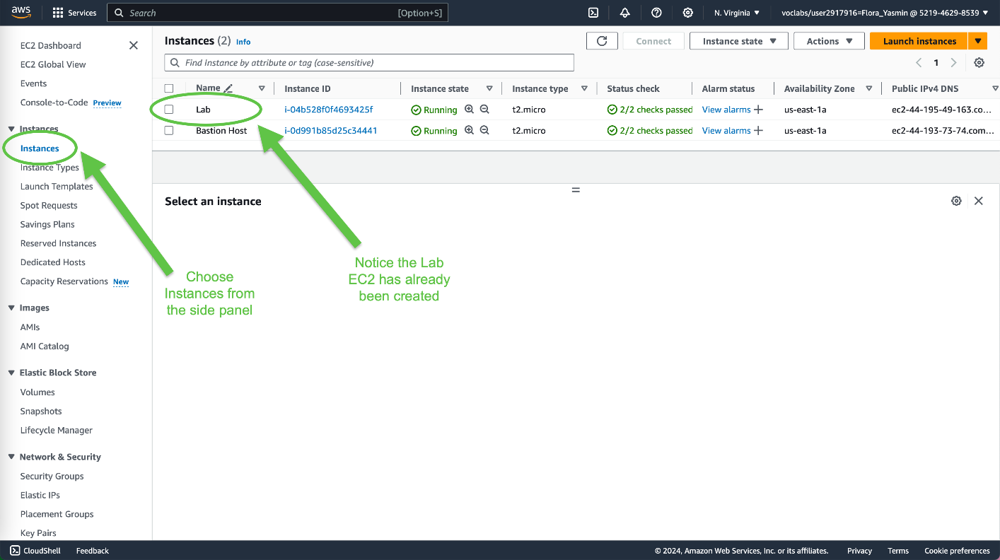 aws
Services
Search
[Option+S]
N. Virginia
voclabs/user2917916=Flora_Yasmin @ 5219-4629-8539
EC2 Dashboard
EC2 Global View
Events
Console-to-Code Preview
Instances
Instances
Instance Types
Launch Templates
Spot Requests
Savings Plans
Reserved Instances
Dedicated Hosts
Capacity Reservations New
Images
AMIs
AMI Catalog
Elastic Block Store
Volumes
Snapshots
Lifecycle Manager
Network & Security
Security Groups
Elastic IPs
Placement Groups
Key Pairs
Instances (2) Info
Connect
Instance state
Actions
Launch instances
Find Instance by attribute or tag (case-sensitive)
1
Name Instance ID Instance state Instance type Status check Alarm status Availability Zone Public IPv4 DNS
Lab i-04b528f0f4693425f Running t2.micro 2/2 checks passed View alarms us-east-1a ec2-44-195-49-163.co...
Bastion Host i-0d991b85d25c34441 Running t2.micro 2/2 checks passed View alarms us-east-1a ec2-44-193-73-74.com...
Select an instance
Choose
Instances from
the side panel
Notice the Lab
EC2 has already
been created
CloudShell
Feedback
© 2024, Amazon Web Services, Inc. or its affiliates.
Privacy
Terms
Cookie preferences